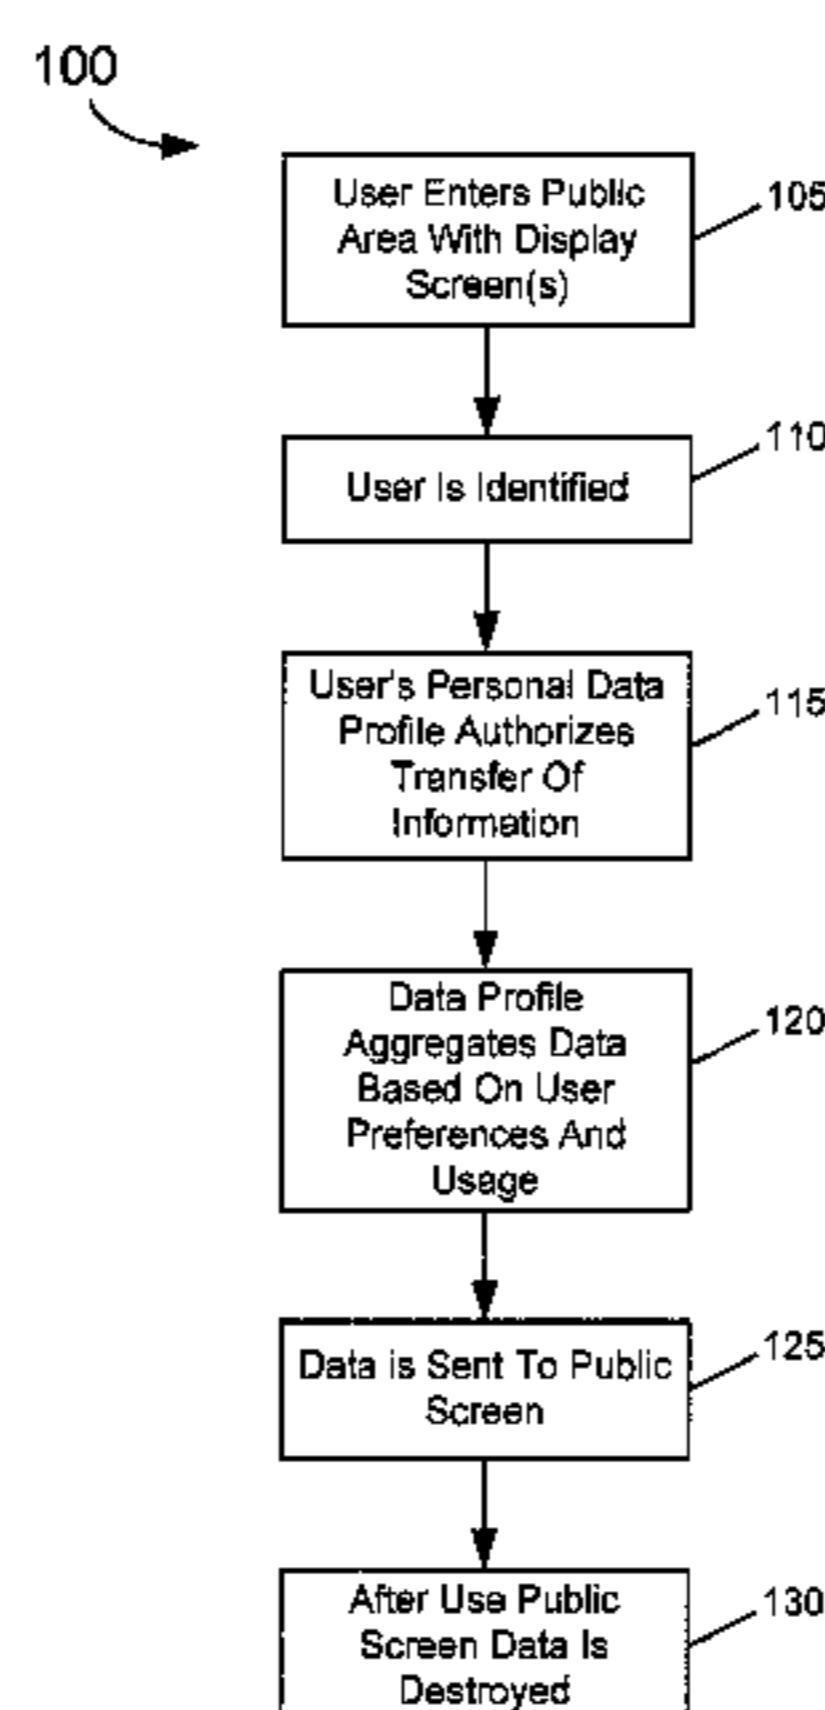 100
User Enters Public
Area With Display
Screen(s)
105
User Is Identified
110
User's Personal Data
Profile Authorizes
Transfer Of
Information
115
Data Profile
Aggregates Data
Based On User
Preferences And
Usage
120
Data is Sent To Public
Screen
125
After Use Public
Screen Data Is
Destroyed
130